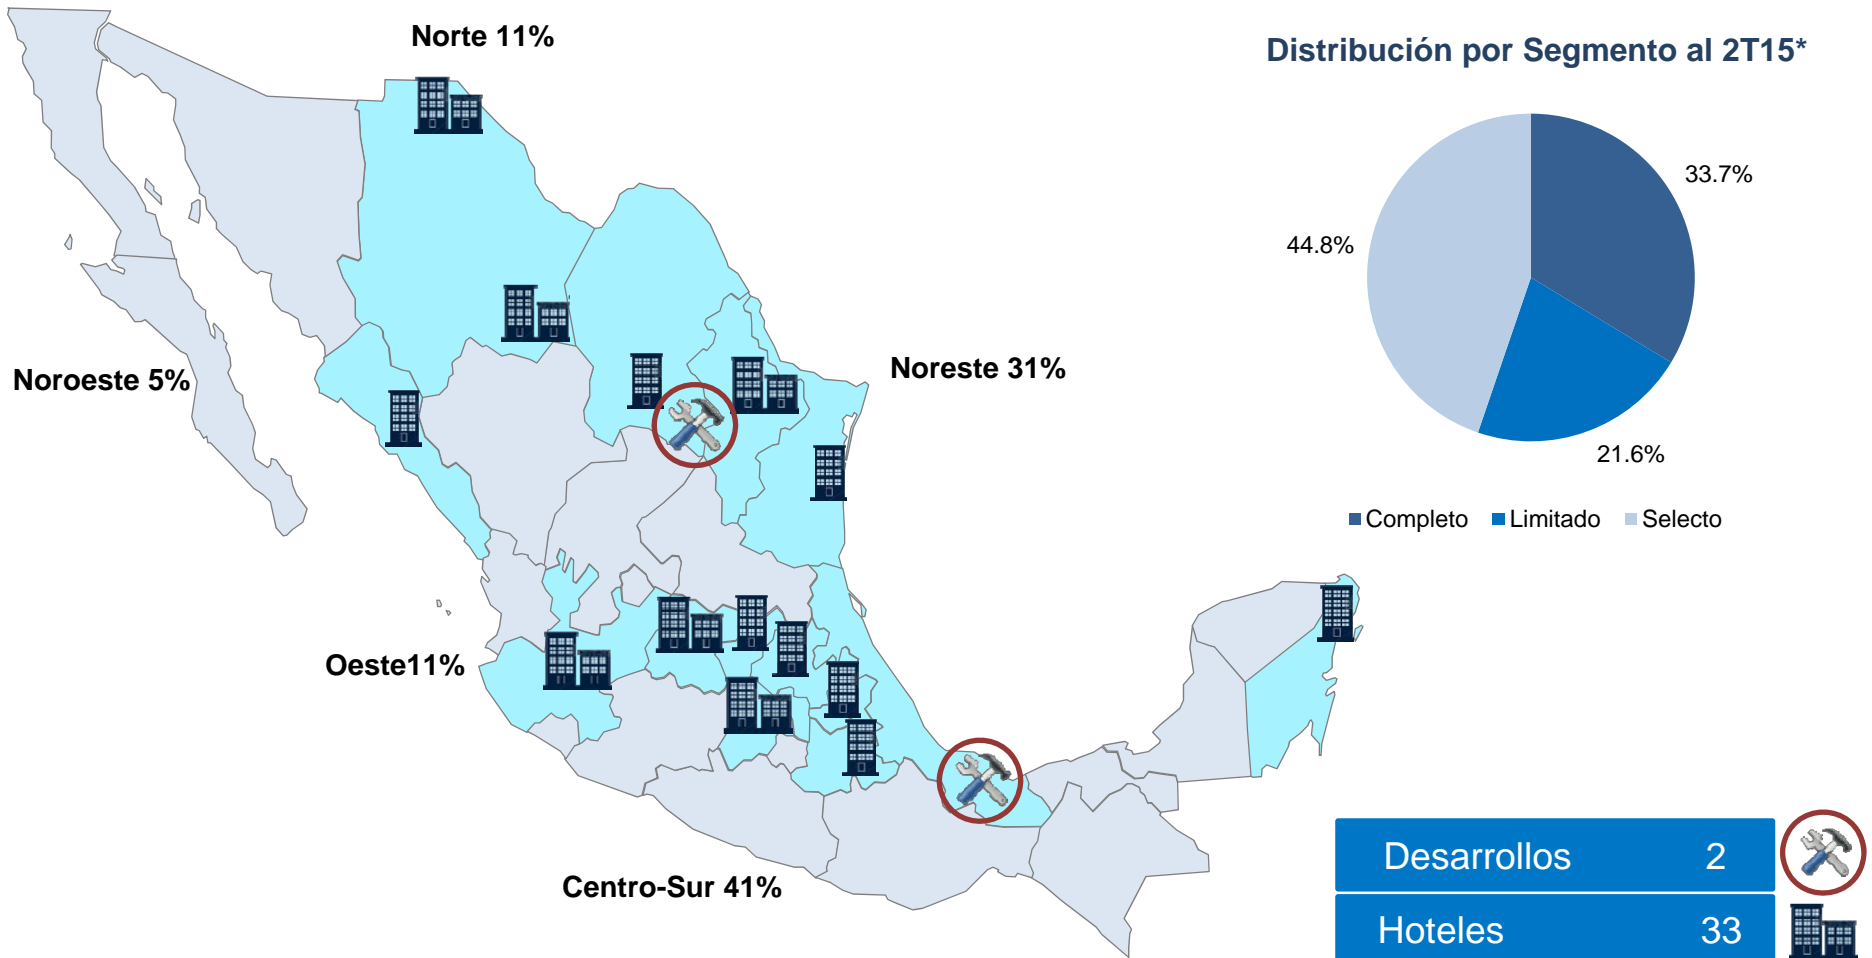 Norte 11%
Distribución por Segmento al 2T15*
33.7%
44.8%
Noreste 31%
Noroeste 5%
21.6%
Completo Limitado Selecto
Oeste11%
Centro-Sur 41%
Desarrollos 2
Hoteles 33